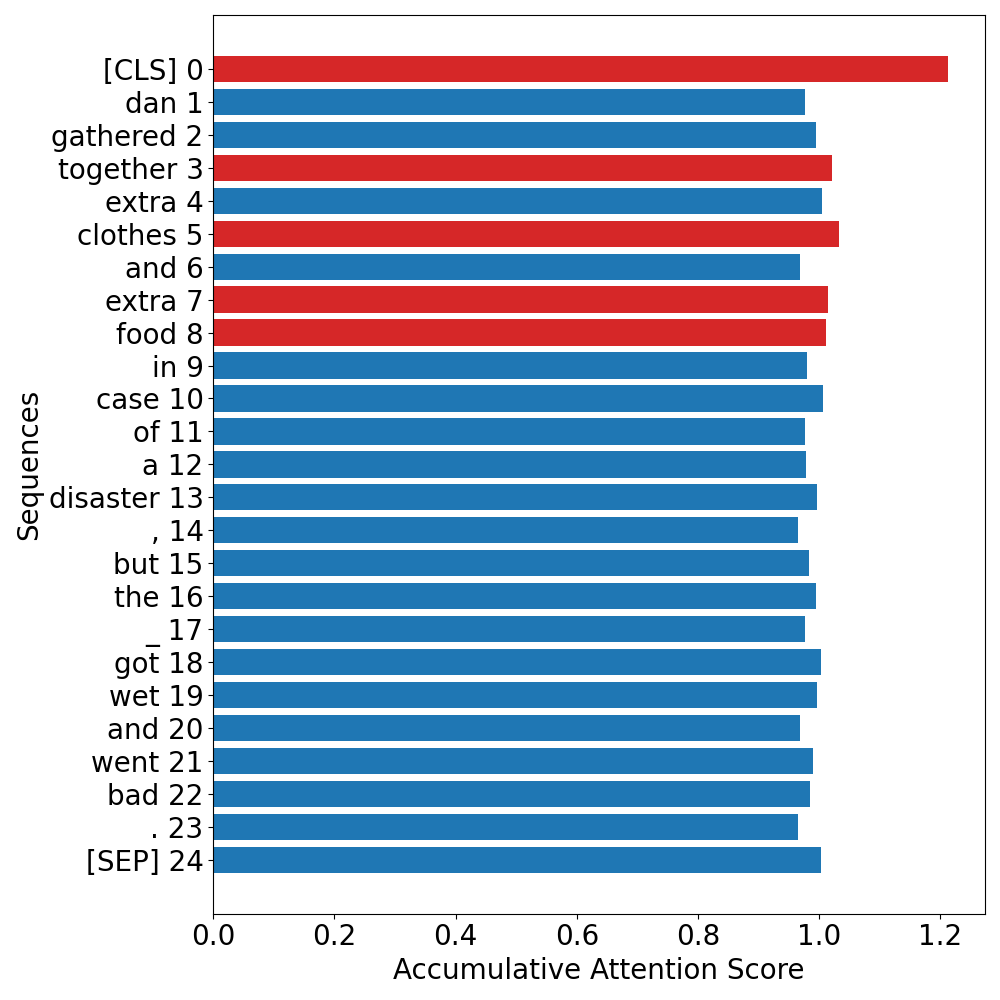 [CLS] 0
dan 1
gathered 2
together 3
extra 4
clothes 5
and 6
extra 7
food 8
in 9
case 10
of 11
a 12
disaster 13
, 14
but 15
the 16
_ 17
got 18
wet 19
and 20
went 21
bad 22
. 23
[SEP] 24
Sequences
0.0 0.2 0.4 0.6 0.8 1.0 1.2
Accumulative Attention Score